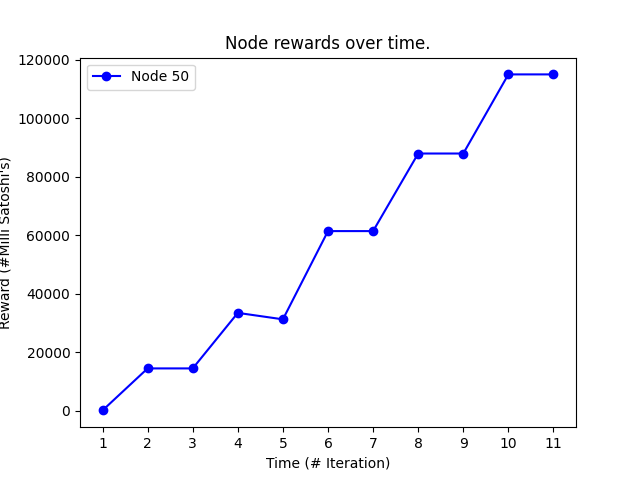 Node rewards over time.
Node 50
120000
100000
80000
60000
40000
20000
0
Reward (#Milli Satoshi's)
1 2 3 4 5 6 7 8 9 10 11
Time (# Iteration)